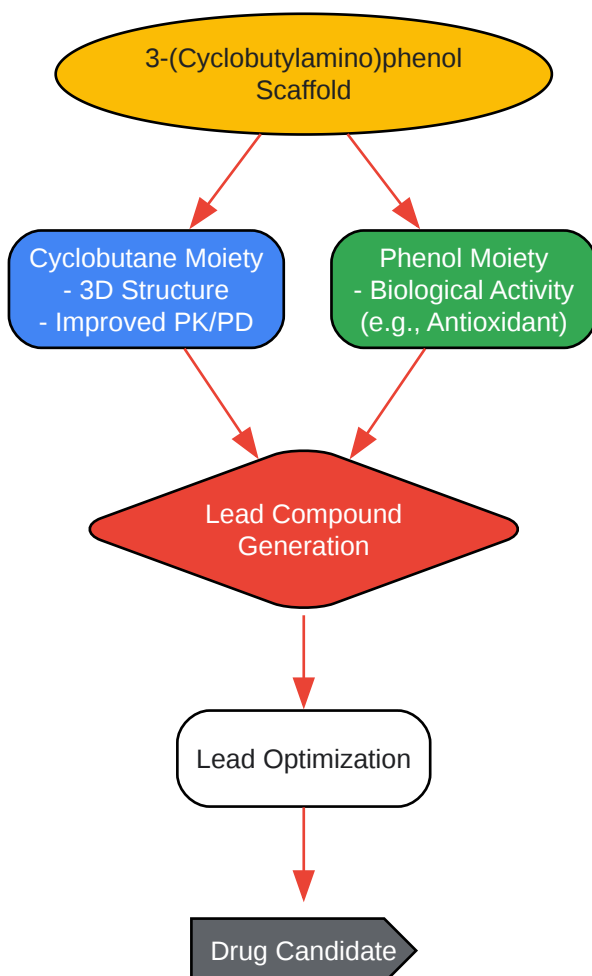 3-(Cyclobutylamino)phenol
Scaffold
Cyclobutane Moiety
- 3D Structure
- Improved PK/PD
Phenol Moiety
- Biological Activity
(e.g., Antioxidant)
Lead Compound
Generation
Lead Optimization
Drug Candidate